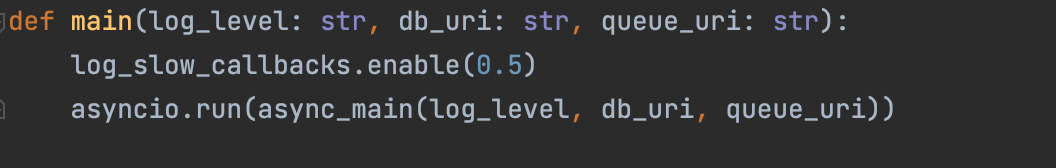 def main(log_level: str, db_uri: str, queue_uri: str):
    log_slow_callbacks.enable(0.5)
    asyncio.run(async_main(log_level, db_uri, queue_uri))